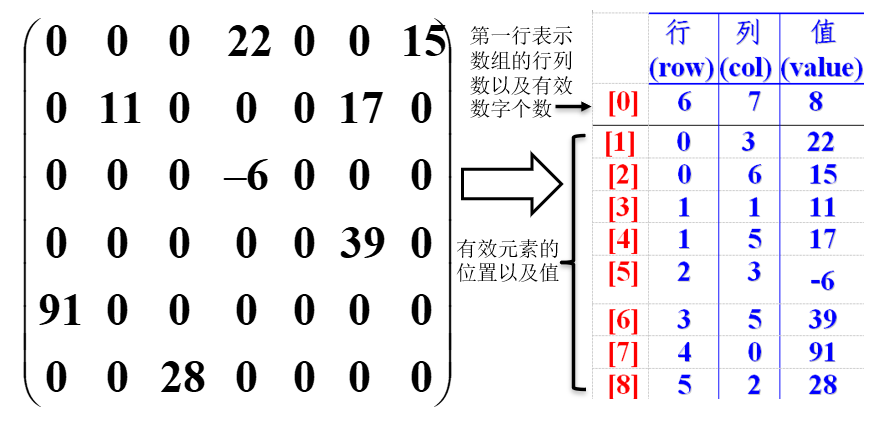 0 0 0 22 0 0 15
0 11 0 0 0 17 0
0 0 0 –6 0 0 0
0 0 0 0 0 39 0
91 0 0 0 0 0 0
0 0 28 0 0 0 0
第一行表示
数组的行列
数以及有效
数字个数
有效元素的
位置以及值
行 列 值
(row) (col) (value)
[0] 6 7 8
[1] 0 3 22
[2] 0 6 15
[3] 1 1 11
[4] 1 5 17
[5] 2 3 -6
[6] 3 5 39
[7] 4 0 91
[8] 5 2 28